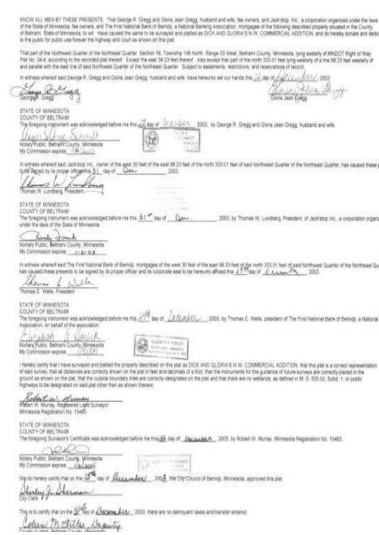 KNOW ALL MEN BY THESE PRESENTS: That George R. Gregg and Gloria Jean Gregg, husband and wife, fee owners, and Jackratop Inc., a corporation organized under the laws
of the State of Minnesota, fee owners, and The First National Bank of Bemidji, a National Banking Association, mortgagee of the following described property situated in the County
of Beltrami, State of Minnesota, to wit: Have caused the same to be surveyed and platted as DICK AND GLORIA'S N.W. COMMERCIAL ADDITION, and do hereby donate and dedicate
to the public for public use forever the highway and court as shown on this plat.
That part of the Northwest Quarter of the Northwest Quarter, Section 18, Township 146 North, Range 33 West, Beltrami County, Minnesota, lying westerly of MNDOT Right of Way
Plat No. 04-4, according to the recorded plat thereof. Except the west 98.23 feet thereof. Also except that part of the north 333.01 feet lying westerly of a line 98.23 feet westerly of
and parallel with the east line of said Northwest Quarter of the Northwest Quarter. Subject to easements, restrictions, and reservations of record.
In witness whereof said George R. Gregg and Gloria Jean Gregg, husband and wife, have hereunto set our hands this day of 2003.
George R. Gregg Gloria Jean Gregg
STATE OF MINNESOTA
COUNTY OF BELTRAMI
The foregoing instrument was acknowledged before me this day of December, 2003, by George R. Gregg and Gloria Jean Gregg, husband and wife
Notary Public, Beltrami County, Minnesota
My Commission expires
In witness whereof said Inc., owner of the west 30 feet of the east 98.23 feet of the north 333.01 feet of said Northwest Quarter of the Northwest Quarter, has caused these
to be signed by its proper officer this 31 day of Dec 2003.
Thomas W. Lundberg
Thomas W. Lundberg, President
STATE OF MINNESOTA
COUNTY OF BELTRAMI
The foregoing instrument was acknowledged before me this 31st day of Dec, 2003, by Thomas W. Lundberg, President, of Inc., a corporation
under the laws of the State of Minnesota.
Notary Public, Beltrami County, Minnesota
My Commission expires
In witness whereof said The First National Bank of Bemidji, mortgagee of the west 30 feet of the east 98.23 feet of the north 333.01 feet of said Northwest Quarter of the Northwest
has caused these presents to be signed by its proper officer and its corporate seal to be hereunto affixed this day of December, 2003.
Thomas E. Welle
Thomas E. Welle, President
STATE OF MINNESOTA
COUNTY OF BELTRAMI
The foregoing instrument was acknowledged before me this day of December, 2003, by Thomas E. Welle, president of The First National Bank of Bemidji, a National
Association, on behalf of the association.
Notary Public, Beltrami County, Minnesota
My Commission expires
I hereby certify that I have surveyed and platted the property described on this plat as DICK AND GLORIA'S N.W. COMMERCIAL ADDITION; that this plat is a correct representation
of said survey; that all distances are correctly shown on the plat in feet and decimals of a foot; that the monuments for the guidance of future surveys are correctly placed in the
ground as shown on the plat; that the outside boundary lines are correctly designated on the plat and that there are no wetlands, as defined in M. S. 505.02, Subd. 1, or public
highways to be designated on said plat other than as shown thereon.
Robert W. Murray
Robert W. Murray, Registered Land Surveyor
Minnesota Registration No. 15483
STATE OF MINNESOTA
COUNTY OF BELTRAMI
The foregoing Surveyor's Certificate was acknowledged before me this day of December, 2003, by Robert W. Murray, Minnesota Registration No. 15483.
Notary Public, Beltrami County, Minnesota
My Commission expires
We do hereby certify that on the 15th day of December, 2003, the City Council of Bemidji, Minnesota, approved this plat.
Shirley J. Sherman
City Clerk
This is to certify that on the 31st day of December, 2003, there are no delinquent taxes and transfer entered.
Deputy